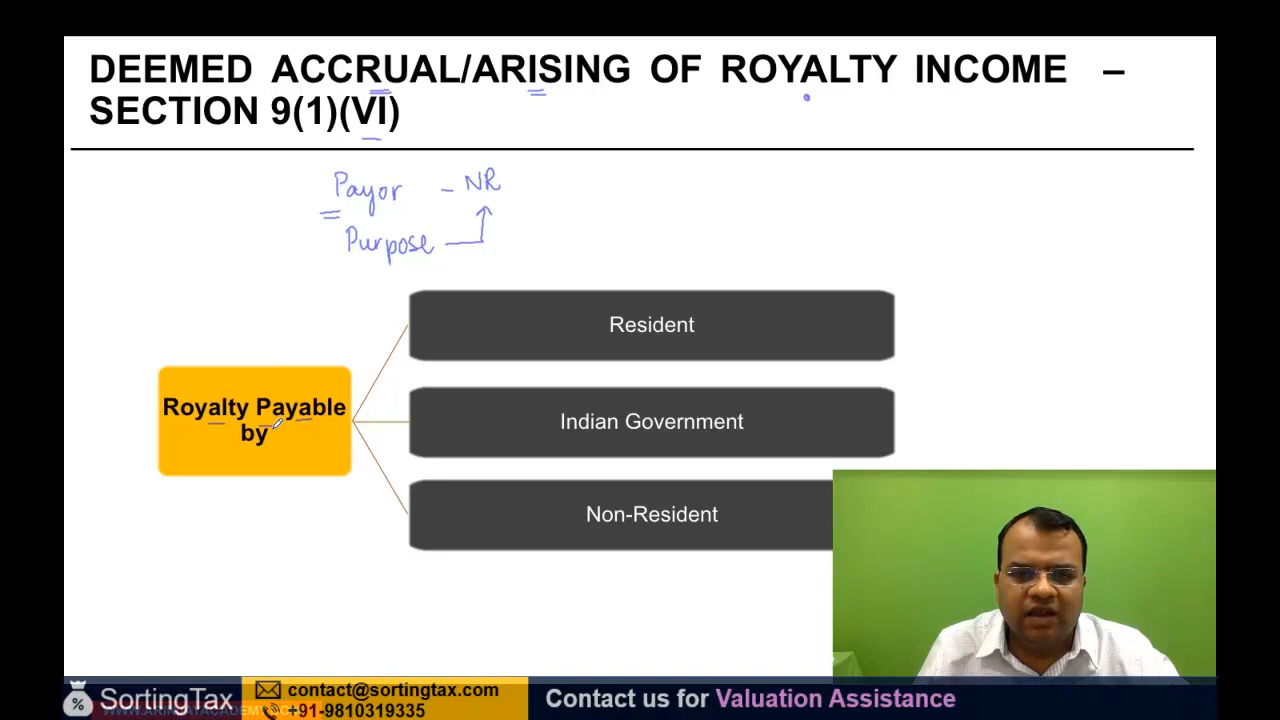 DEEMED ACCRUAL/ARISING OF ROYALTY INCOME –
SECTION 9(1)(VI)
Payor – NR
Purpose
Resident
Royalty Payable
by
Indian Government
Non-Resident
SortingTax
contact@sortingtax.com
+91-9810319335
Contact us for Valuation Assistance